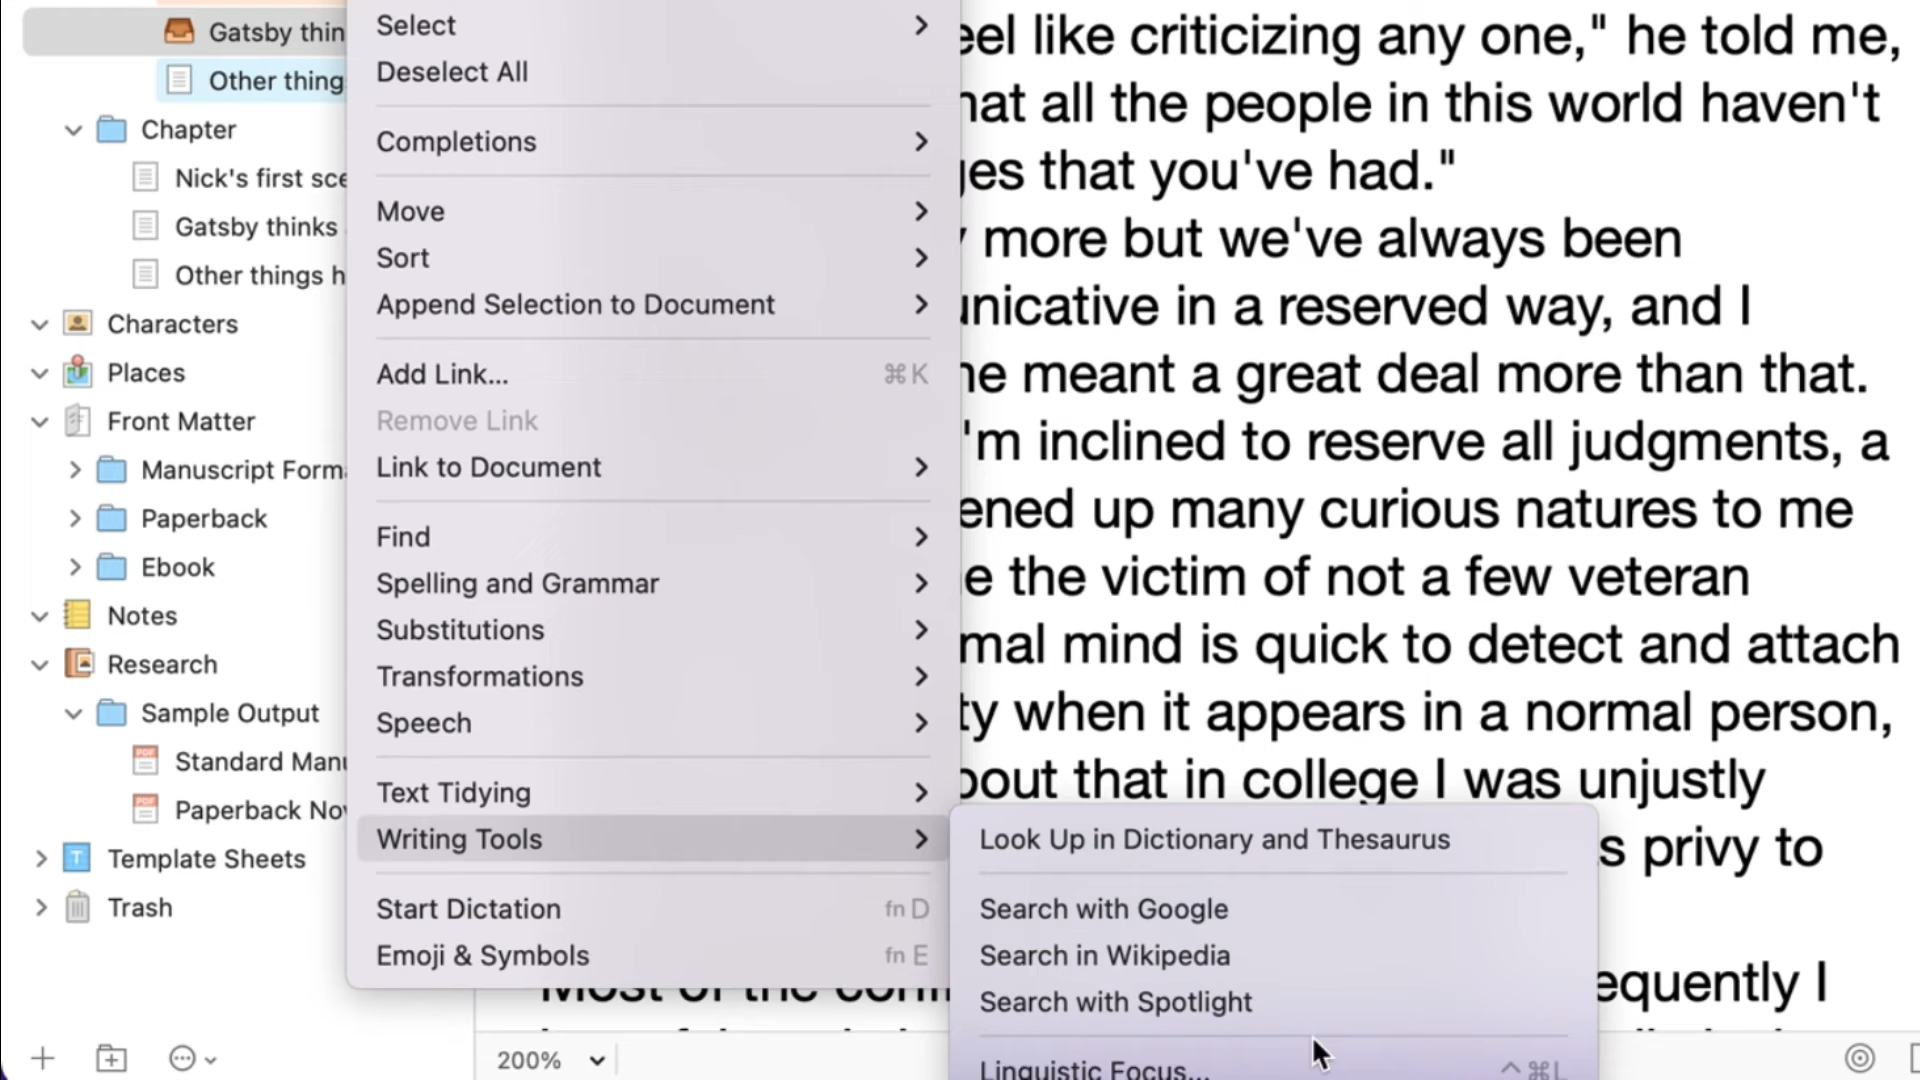 Gatsby thin
Other thing
Chapter
Nick's first sce
Gatsby thinks
Other things h
Characters
Places
Front Matter
Manuscript Forma
Paperback
Ebook
Notes
Research
Sample Output
Standard Manu
Paperback Nov
Template Sheets
Trash
Select
Deselect All
Completions
Move
Sort
Append Selection to Document
Add Link... ⌘K
Remove Link
Link to Document
Find
Spelling and Grammar
Substitutions
Transformations
Speech
Text Tidying
Writing Tools
Start Dictation fn D
Emoji & Symbols fn E
Look Up in Dictionary and Thesaurus
Search with Google
Search in Wikipedia
Search with Spotlight
Linguistic Focus... ^⌘L
eel like criticizing any one," he told me,
hat all the people in this world haven't
ges that you've had."
y more but we've always been
unicative in a reserved way, and I
he meant a great deal more than that.
I'm inclined to reserve all judgments, a
ened up many curious natures to me
e the victim of not a few veteran
mal mind is quick to detect and attach
ty when it appears in a normal person,
bout that in college I was unjustly
s privy to
Most of the conf
equently I
200%